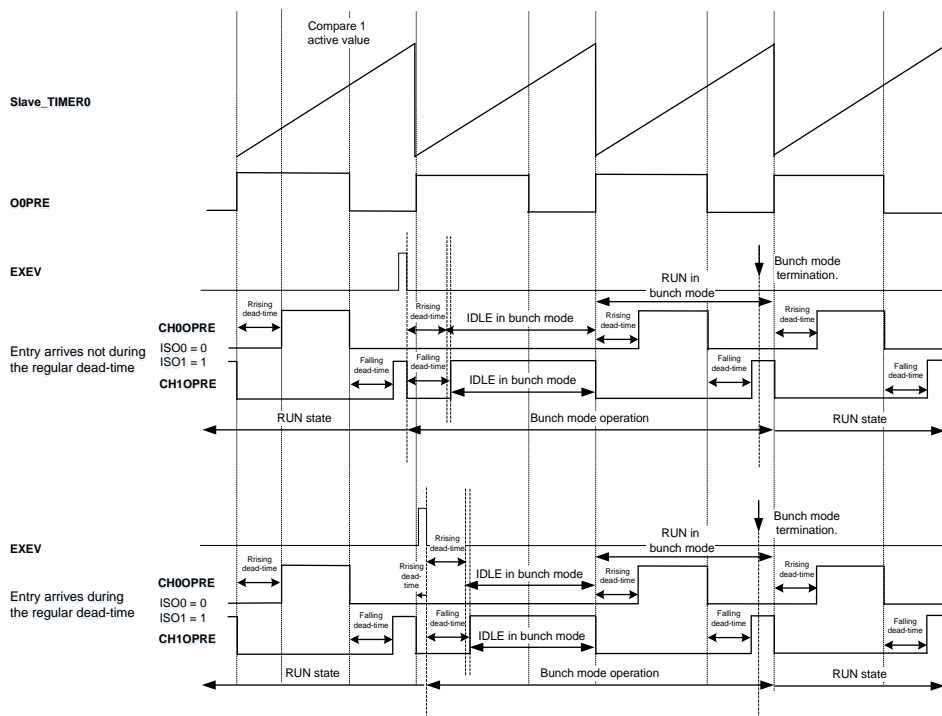 Compare 1
active value
Slave_TIMER0
O0PRE
EXEV
Bunch mode
termination.
RUN in
bunch mode
Rrising
dead-time
Rrising
dead-time
IDLE in bunch mode
Rrising
dead-time
Rrising
dead-time
CH0OPRE
ISO0 = 0
Entry arrives not during
the regular dead-time
ISO1 = 1
CH1OPRE
Falling
dead-time
Falling
dead-time
IDLE in bunch mode
Falling
dead-time
Falling
dead-time
RUN state
Bunch mode operation
RUN state
EXEV
Bunch mode
termination.
RUN in
bunch mode
Rrising
dead-time
Rrising
dead-time
Rrising
dead-time
IDLE in bunch mode
Rrising
dead-time
Rrising
dead-time
Entry arrives during
the regular dead-time
CH0OPRE
ISO0 = 0
ISO1 = 1
CH1OPRE
Falling
dead-time
Falling
dead-time
IDLE in bunch mode
Falling
dead-time
Falling
dead-time
RUN state
Bunch mode operation
RUN state